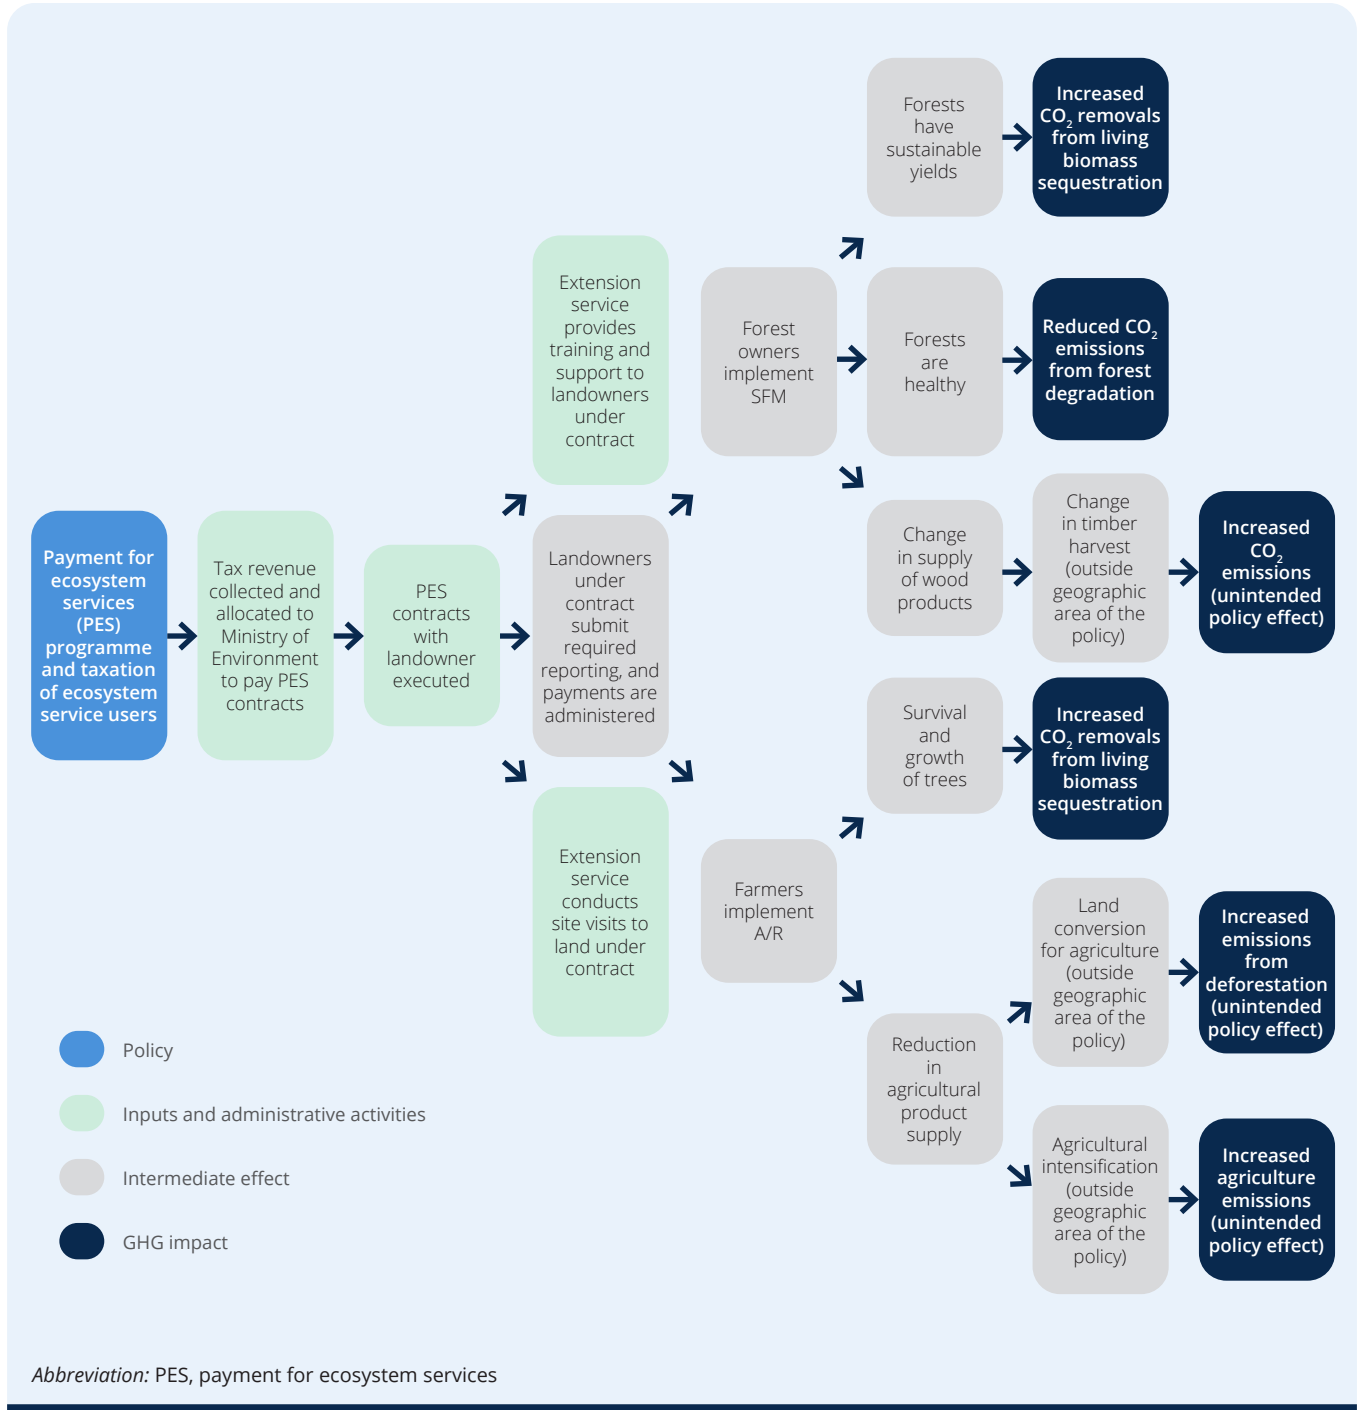 Payment for
ecosystem
services
(PES)
programme
and taxation
of ecosystem
service users
Tax revenue
collected and
allocated to
Ministry of
Environment
to pay PES
contracts
PES
contracts
with
landowner
executed
Extension
service
provides
training and
support to
landowners
under
contract
Landowners
under
contract
submit
required
reporting, and
payments are
administered
Extension
service
conducts
site visits to
land under
contract
Forest
owners
implement
SFM
Farmers
implement
A/R
Forests
have
sustainable
yields
Increased
CO₂ removals
from living
biomass
sequestration
Forests
are
healthy
Reduced CO₂
emissions
from forest
degradation
Change
in supply
of wood
products
Change
in timber
harvest
(outside
geographic
area of the
policy)
Increased
CO₂
emissions
(unintended
policy effect)
Survival
and
growth
of trees
Increased
CO₂ removals
from living
biomass
sequestration
Reduction
in
agricultural
product
supply
Land
conversion
for agriculture
(outside
geographic
area of the
policy)
Increased
emissions
from
deforestation
(unintended
policy effect)
Agricultural
intensification
(outside
geographic
area of the
policy)
Increased
agriculture
emissions
(unintended
policy effect)
Policy
Inputs and administrative activities
Intermediate effect
GHG impact
Abbreviation: PES, payment for ecosystem services